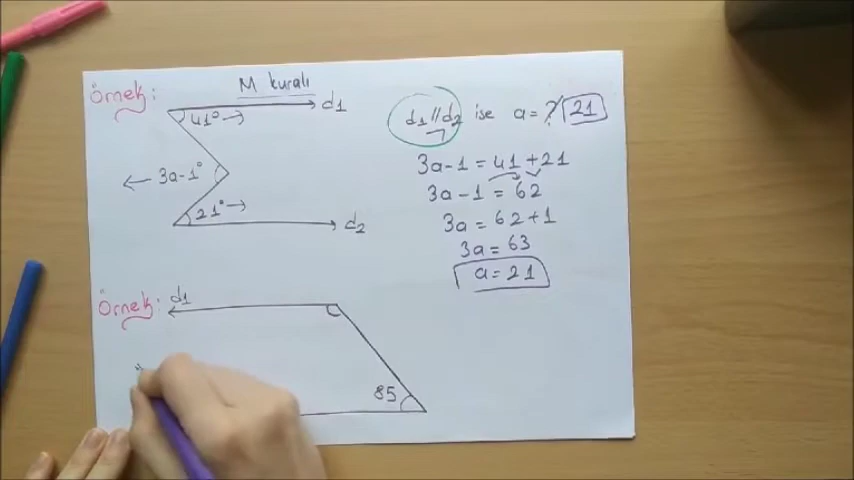 Örnek:
M kuralı
d1
41°→
← 3a-1°
21°→
d2
d1//d2 ise a=? 21
3a-1 = 41 +21
3a-1 = 62
3a = 62+1
3a = 63
a = 21
Örnek:
d1
85